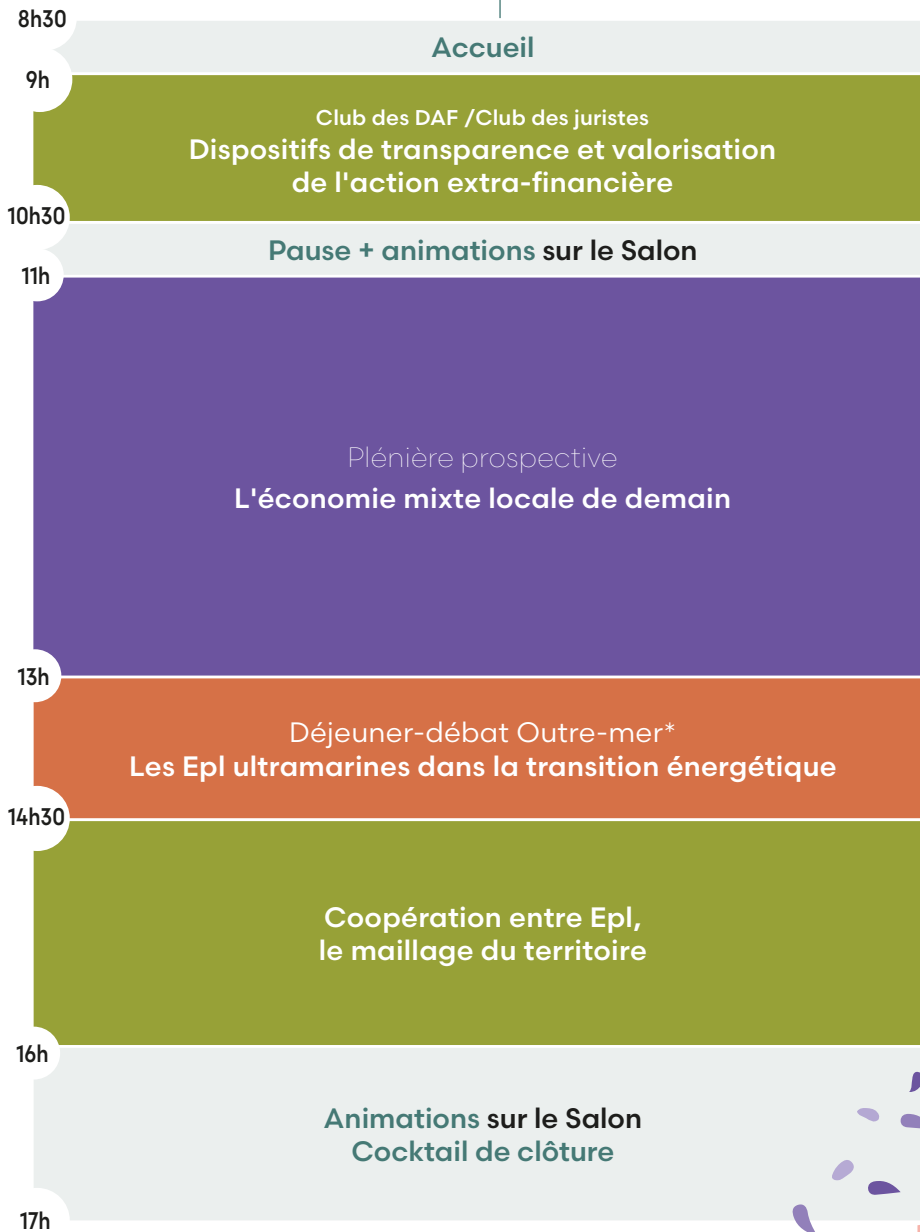 8h30
Accueil
9h
Club des DAF /Club des juristes
Dispositifs de transparence et valorisation
de l'action extra-financière
10h30
Pause + animations sur le Salon
11h
Plénière prospective
L'économie mixte locale de demain
13h
Déjeuner-débat Outre-mer*
Les Epl ultramarines dans la transition énergétique
14h30
Coopération entre Epl,
le maillage du territoire
16h
Animations sur le Salon
Cocktail de clôture
17h